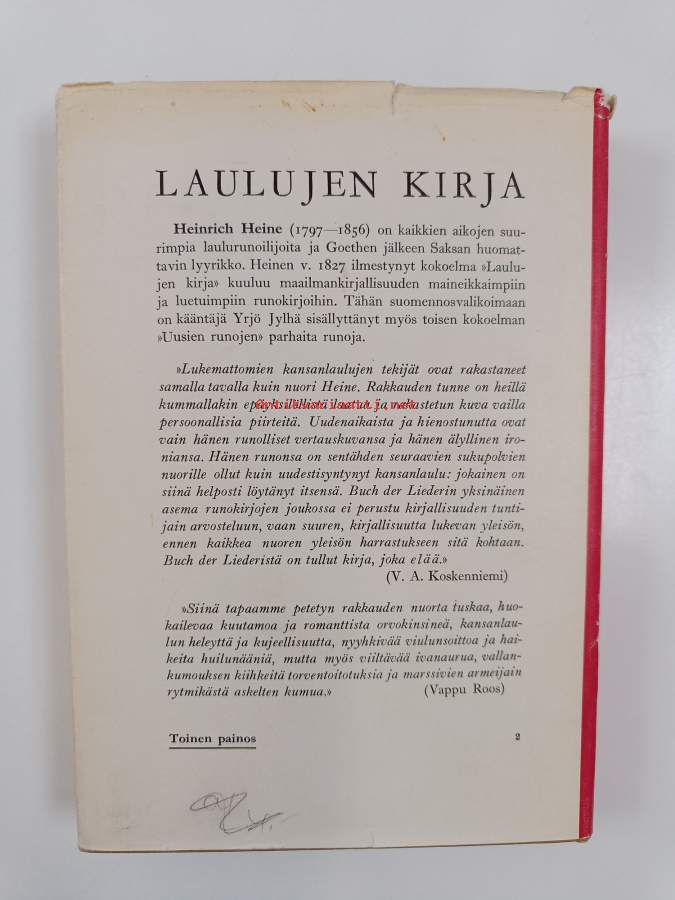 LAULUJEN KIRJA
Heinrich Heine (1797—1856) on kaikkien aikojen suu-
rimpia laulurunoilijoita ja Goethen jälkeen Saksan huomat-
tavin lyyrikko. Heinen v. 1827 ilmestynyt kokoelma »Laulu-
jen kirja» kuuluu maailmankirjallisuuden maineikkaimpiin
ja luetuimpiin runokirjoihin. Tähän suomennosvalikoimaan
on kääntäjä Yrjö Jylhä sisällyttänyt myös toisen kokoelman
»Uusien runojen» parhaita runoja.
»Lukemattomien kansanlaulujen tekijät ovat rakastaneet
samalla tavalla kuin nuori Heine. Rakkauden tunne on heillä
kummallakin laatua ja rakastetun kuva vailla
persoonallisia piirteitä. Uudenaikaista ja hienostunutta ovat
vain hänen runolliset vertauskuvansa ja hänen älyllinen iro-
niansa. Hänen runonsa on sentähden seuraavien sukupolvien
nuorille ollut kuin uudestisyntynyt kansanlaulu: jokainen on
siinä helposti löytänyt itsensä. Buch der Liederin yksinäinen
asema runokirjojen joukossa ei perustu kirjallisuuden tunti-
jain arvosteluun, vaan suuren, kirjallisuutta lukevan yleisön,
ennen kaikkea nuoren yleisön harrastukseen sitä kohtaan.
Buch der Liederistä on tullut kirja, joka elää.»
(V. A. Koskenniemi)
»Siinä tapaamme petetyn rakkauden nuorta tuskaa, huo-
kailevaa kuutamoa ja romanttista orvokinsineä, kansanlau-
lun heleyttä ja kujeellisuutta, nyyhkivää viulunsoittoa ja hai-
keita huilunääniä, mutta myös viiltävää ivanaurua, vallan-
kumouksen kiihkeitä torventoitotuksia ja marssivien armeijain
rytmikästä askelten kumua.» (Vappu Roos)
Toinen painos 2